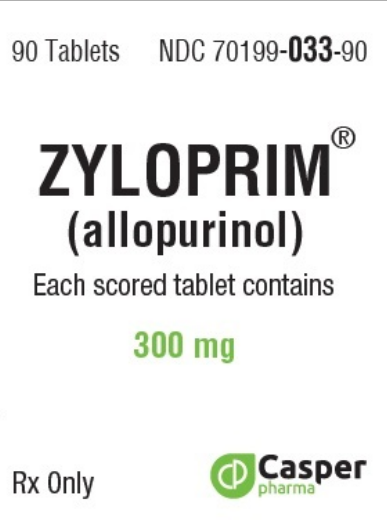 90 Tablets NDC 70199-033-90
ZYLOPRIM®
(allopurinol)
Each scored tablet contains
300 mg
Rx Only
Casper
pharma